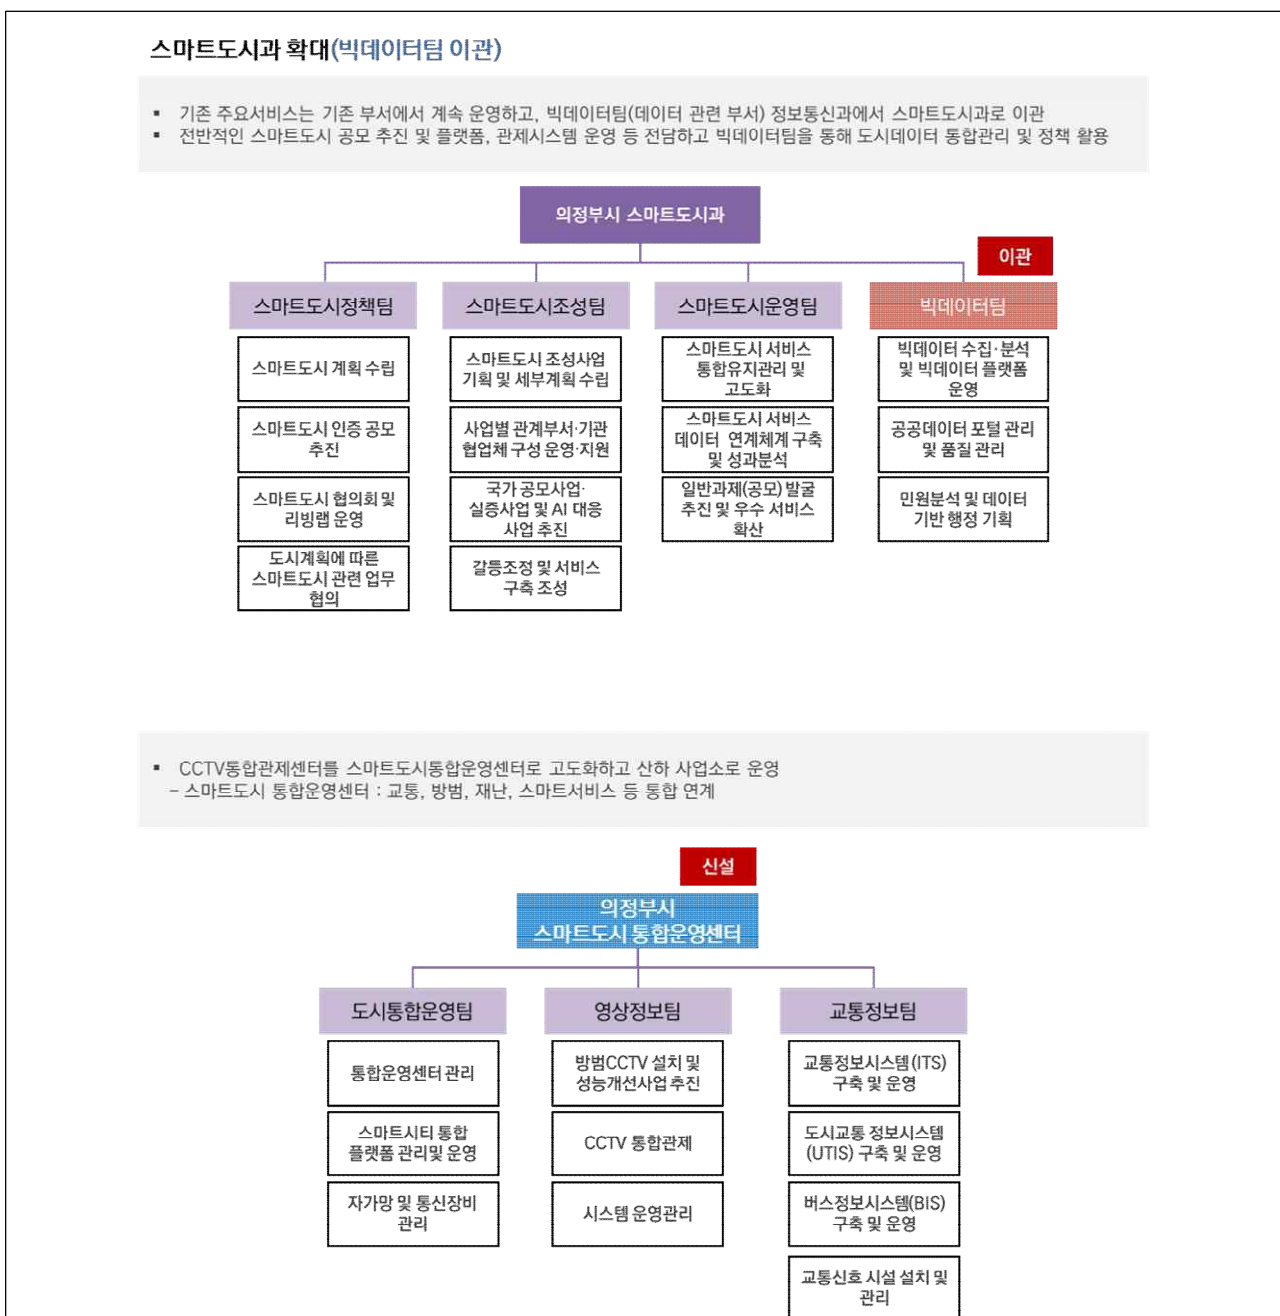 스마트도시과 확대(빅데이터팀 이관)
▪ 기존 주요서비스는 기존 부서에서 계속 운영하고, 빅데이터팀(데이터 관련 부서) 정보통신과에서 스마트도시과로 이관
▪ 전반적인 스마트도시 공모 추진 및 플랫폼, 관제시스템 운영 등 전담하고 빅데이터팀을 통해 도시데이터 통합관리 및 정책 활용
의정부시 스마트도시과
이관
스마트도시정책팀
스마트도시 계획 수립
스마트도시 인증 공모
추진
스마트도시 협의회 및
리빙랩 운영
도시계획에 따른
스마트도시 관련 업무
협의
스마트도시조성팀
스마트도시 조성사업
기획 및 세부계획 수립
사업별 관계부서·기관
협업체 구성 운영·지원
국가 공모사업·
실증사업 및 AI 대응
사업 추진
갈등조정 및 서비스
구축 조성
스마트도시운영팀
스마트도시 서비스
통합유지관리 및
고도화
스마트도시 서비스
데이터 연계체계 구축
및 성과분석
일반과제(공모) 발굴
추진 및 우수 서비스
확산
빅데이터팀
빅데이터 수집·분석
및 빅데이터 플랫폼
운영
공공데이터 포털 관리
및 품질 관리
민원분석 및 데이터
기반 행정 기획
▪ CCTV통합관제센터를 스마트도시통합운영센터로 고도화하고 산하 사업소로 운영
– 스마트도시 통합운영센터 : 교통, 방범, 재난, 스마트서비스 등 통합 연계
신설
의정부시
스마트도시 통합운영센터
도시통합운영팀
통합운영센터 관리
스마트시티 통합
플랫폼 관리및 운영
자가망 및 통신장비
관리
영상정보팀
방범CCTV 설치 및
성능개선사업 추진
CCTV 통합관제
시스템 운영관리
교통정보팀
교통정보시스템(ITS)
구축 및 운영
도시교통 정보시스템
(UTIS) 구축 및 운영
버스정보시스템(BIS)
구축 및 운영
교통신호 시설 설치 및
관리